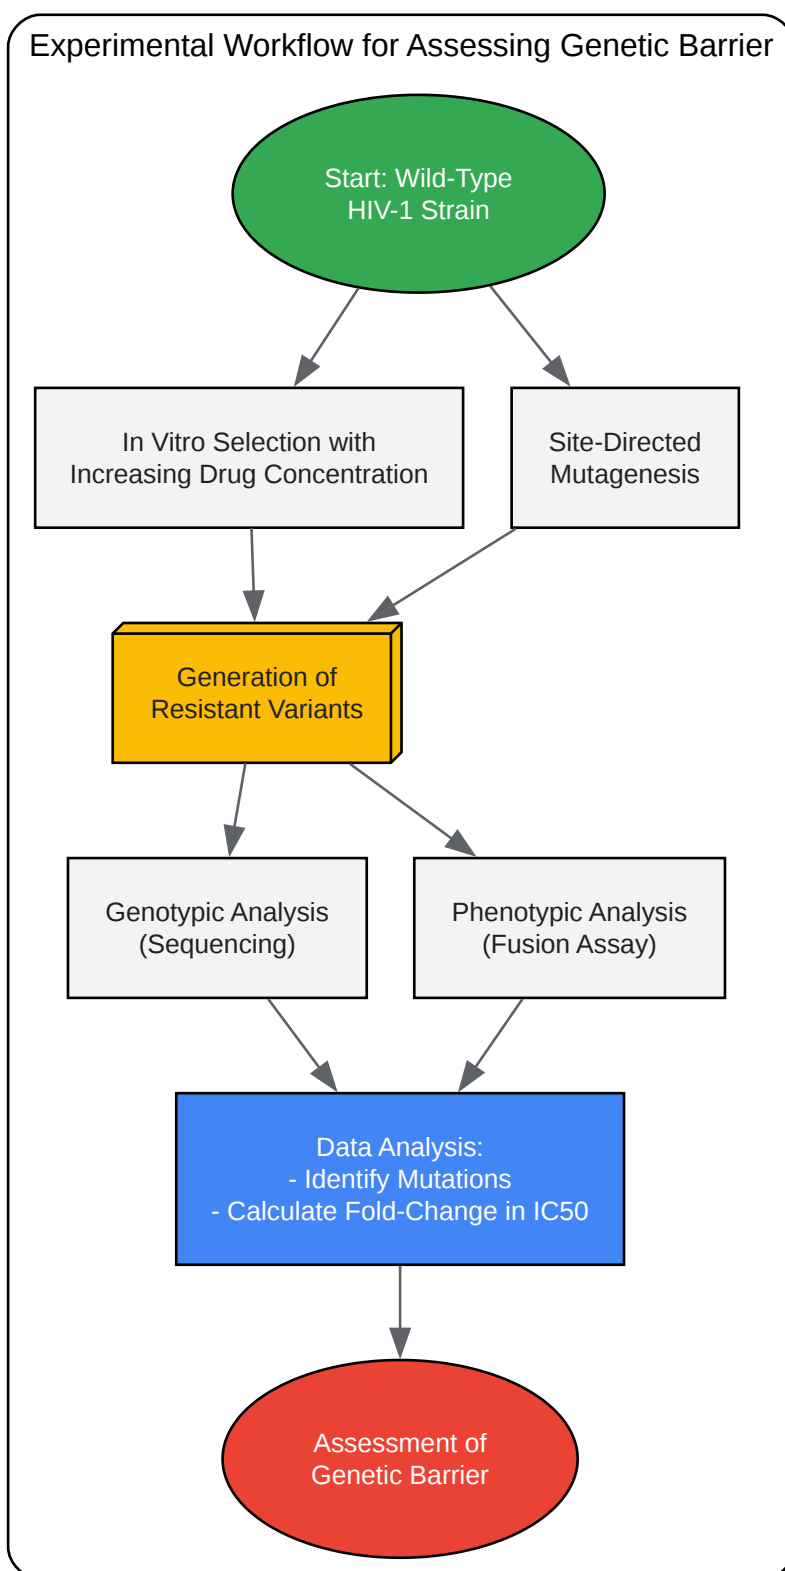 Experimental Workflow for Assessing Genetic Barrier
Start: Wild-Type
HIV-1 Strain
In Vitro Selection with
Increasing Drug Concentration
Site-Directed
Mutagenesis
Generation of
Resistant Variants
Genotypic Analysis
(Sequencing)
Phenotypic Analysis
(Fusion Assay)
Data Analysis:
- Identify Mutations
- Calculate Fold-Change in IC50
Assessment of
Genetic Barrier